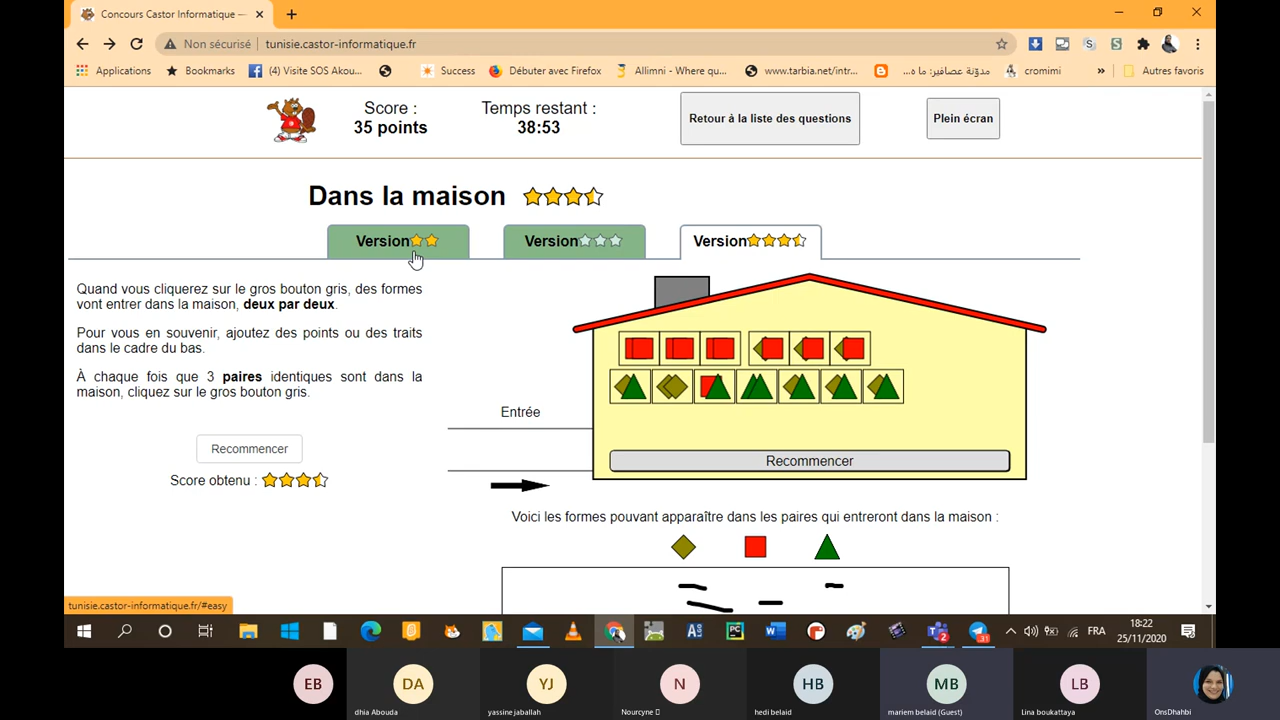 Concours Castor Informatique —
Non sécurisé
tunisie.castor-informatique.fr
Applications
Bookmarks
(4) Visite SOS Akou...
Success
Débuter avec Firefox
Allimni - Where qu...
www.tarbia.net/intr...
مدوّنة عصافير: ما ه...
cromimi
»
Autres favoris
Score :
35 points
Temps restant :
38:53
Retour à la liste des questions
Plein écran
Dans la maison
Version
Version
Version
Quand vous cliquerez sur le gros bouton gris, des formes
vont entrer dans la maison, deux par deux.
Pour vous en souvenir, ajoutez des points ou des traits
dans le cadre du bas.
À chaque fois que 3 paires identiques sont dans la
maison, cliquez sur le gros bouton gris.
Recommencer
Score obtenu :
Entrée
Recommencer
Voici les formes pouvant apparaître dans les paires qui entreront dans la maison :
tunisie.castor-informatique.fr/#easy
FRA
18:22
25/11/2020
EB
DA
YJ
N
HB
MB
LB
dhia Abouda
yassine jaballah
Nourcyne
hedi belaid
mariem belaid (Guest)
Lina boukattaya
OnsDhahbi